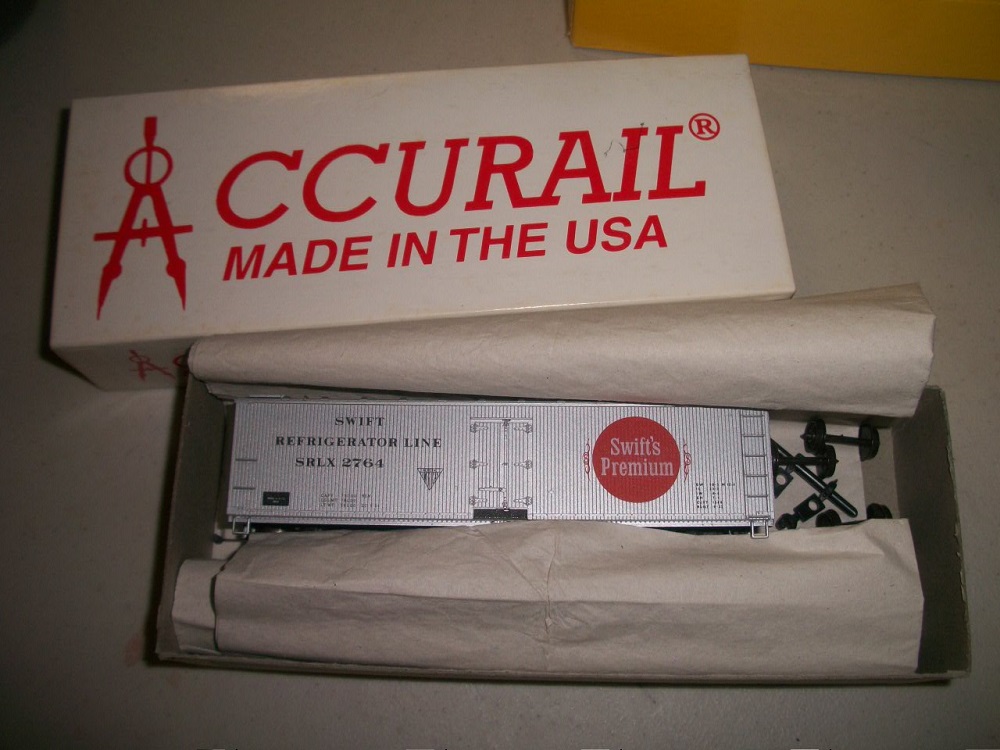 ACCURAIL®
MADE IN THE USA
SWIFT
REFRIGERATOR LINE
SRLX 2764
Swift's
Premium